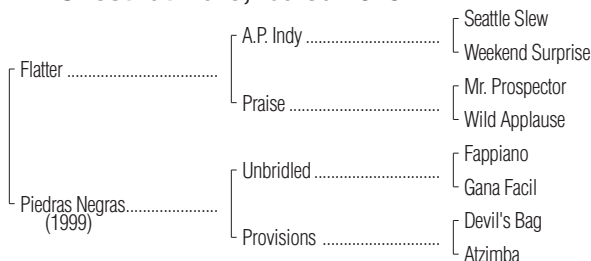 Seattle Slew
A.P. Indy ................................
Weekend Surprise
Flatter ....................................
Mr. Prospector
Praise ....................................
Wild Applause
Fappiano
Unbridled ..............................
Gana Facil
Piedras Negras......................
(1999)
Devil's Bag
Provisions ............................
Atzimba